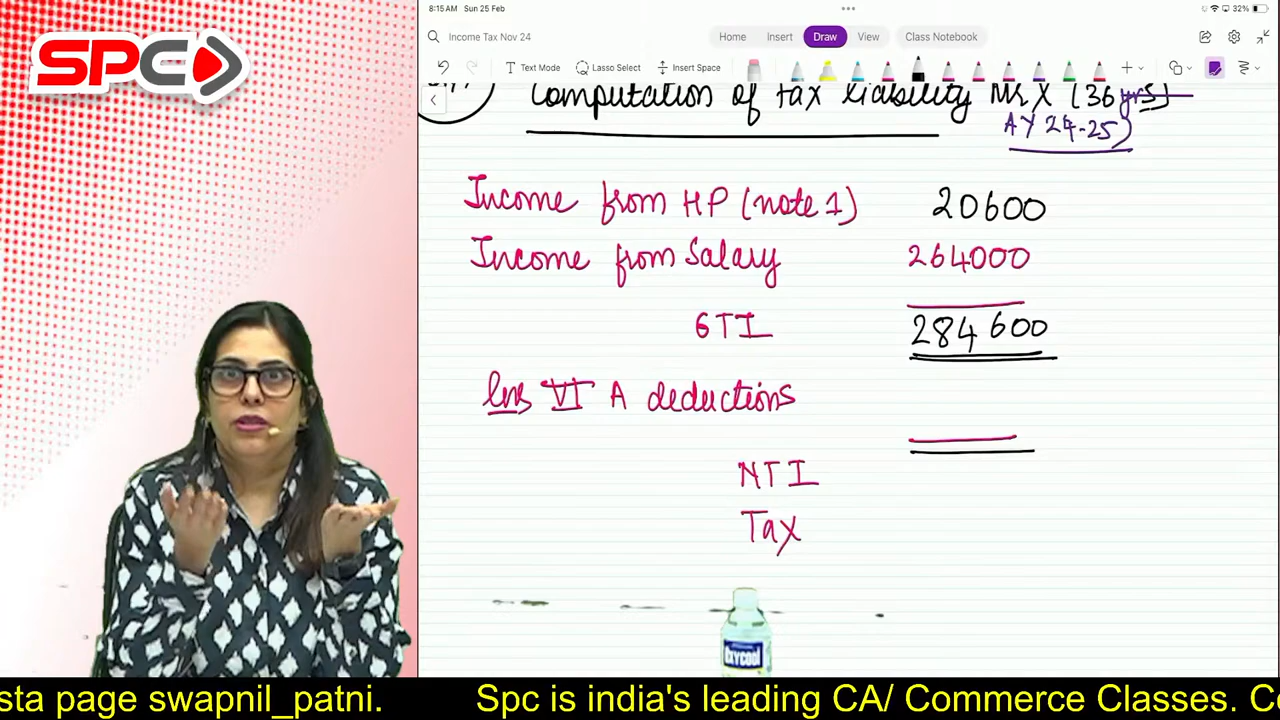 SPC
8:15 AM Sun 25 Feb
32%
Income Tax Nov 24
Home Insert Draw View Class Notebook
Text Mode Lasso Select Insert Space
Computation of tax liability Mr X (36 yrs)
AY 24-25)
Income from HP (note 1) 20600
Income from Salary 264000
GTI 284600
less VI A deductions
NTI
Tax
OXYCOOL
sta page swapnil_patni. Spc is india's leading CA/ Commerce Classes. Co